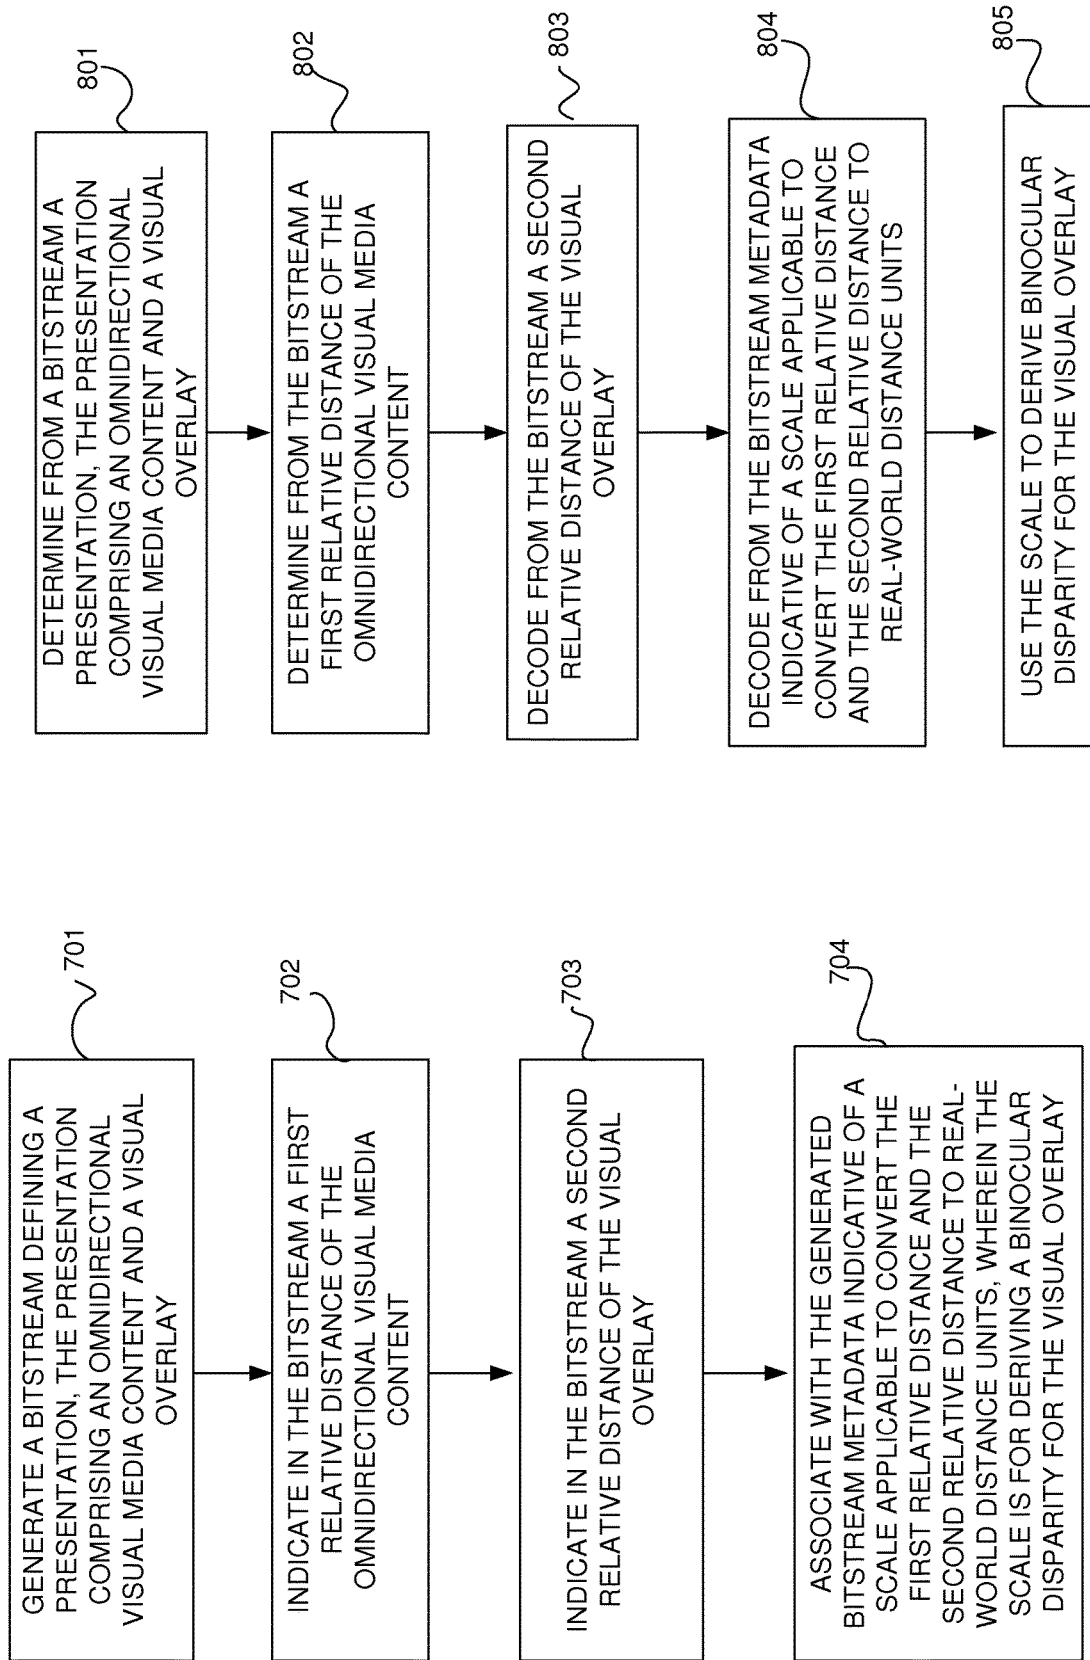 GENERATE A BITSTREAM DEFINING A
PRESENTATION, THE PRESENTATION
COMPRISING AN OMNIDIRECTIONAL
VISUAL MEDIA CONTENT AND A VISUAL
OVERLAY
701
INDICATE IN THE BITSTREAM A FIRST
RELATIVE DISTANCE OF THE
OMNIDIRECTIONAL VISUAL MEDIA
CONTENT
702
INDICATE IN THE BITSTREAM A SECOND
RELATIVE DISTANCE OF THE VISUAL
OVERLAY
703
ASSOCIATE WITH THE GENERATED
BITSTREAM METADATA INDICATIVE OF A
SCALE APPLICABLE TO CONVERT THE
FIRST RELATIVE DISTANCE AND THE
SECOND RELATIVE DISTANCE TO REAL-
WORLD DISTANCE UNITS, WHEREIN THE
SCALE IS FOR DERIVING A BINOCULAR
DISPARITY FOR THE VISUAL OVERLAY
704
DETERMINE FROM A BITSTREAM A
PRESENTATION, THE PRESENTATION
COMPRISING AN OMNIDIRECTIONAL
VISUAL MEDIA CONTENT AND A VISUAL
OVERLAY
801
DETERMINE FROM THE BITSTREAM A
FIRST RELATIVE DISTANCE OF THE
OMNIDIRECTIONAL VISUAL MEDIA
CONTENT
802
DECODE FROM THE BITSTREAM A SECOND
RELATIVE DISTANCE OF THE VISUAL
OVERLAY
803
DECODE FROM THE BITSTREAM METADATA
INDICATIVE OF A SCALE APPLICABLE TO
CONVERT THE FIRST RELATIVE DISTANCE
AND THE SECOND RELATIVE DISTANCE TO
REAL-WORLD DISTANCE UNITS
804
USE THE SCALE TO DERIVE BINOCULAR
DISPARITY FOR THE VISUAL OVERLAY
805